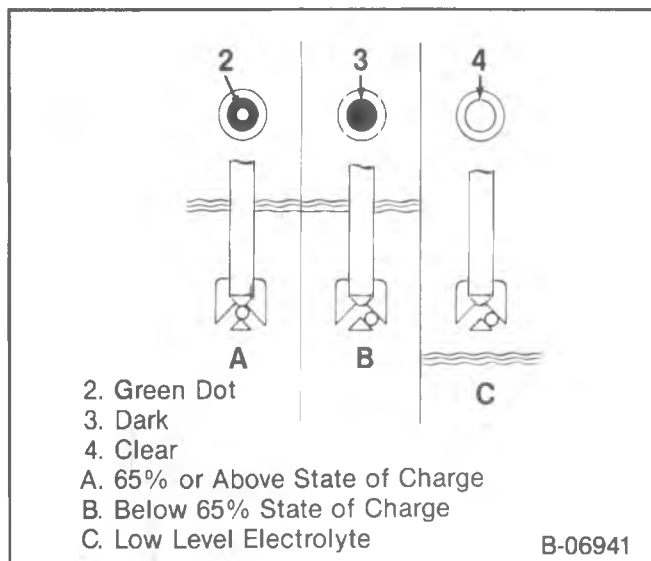 2 3 4
A B
C
2. Green Dot
3. Dark
4. Clear
A. 65% or Above State of Charge
B. Below 65% State of Charge
C. Low Level Electrolyte
B-06941